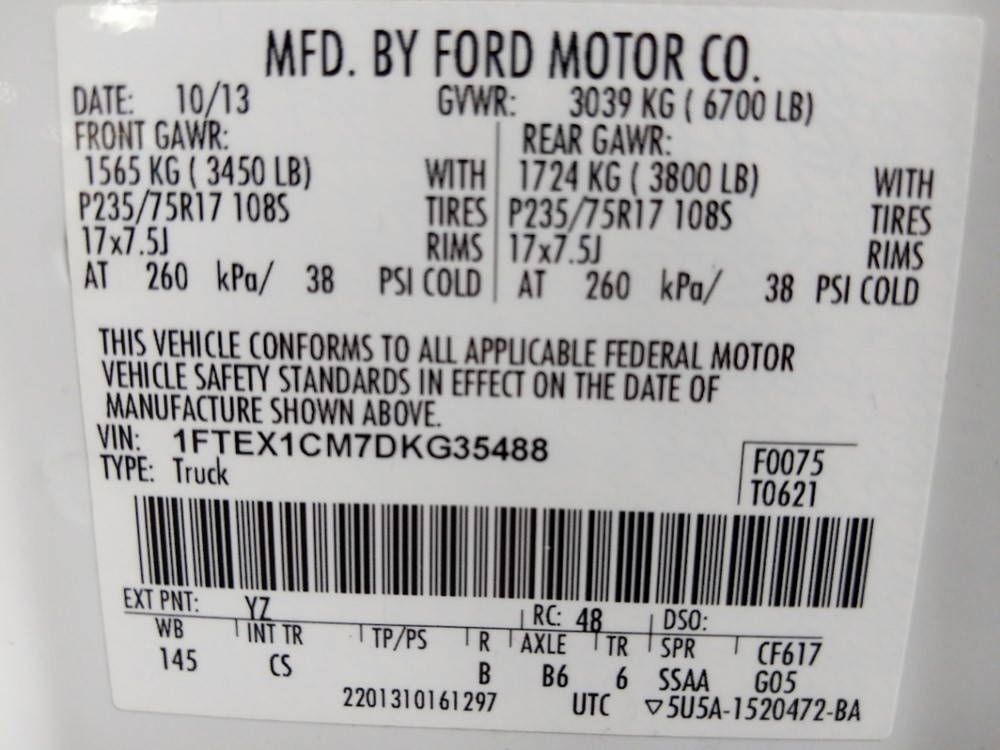 MFD. BY FORD MOTOR CO.
DATE: 10/13 GVWR: 3039 KG ( 6700 LB)
FRONT GAWR: REAR GAWR:
1565 KG ( 3450 LB) WITH 1724 KG ( 3800 LB) WITH
P235/75R17 108S TIRES P235/75R17 108S TIRES
17x7.5J RIMS 17x7.5J RIMS
AT 260 kPa/ 38 PSI COLD AT 260 kPa/ 38 PSI COLD
THIS VEHICLE CONFORMS TO ALL APPLICABLE FEDERAL MOTOR
VEHICLE SAFETY STANDARDS IN EFFECT ON THE DATE OF
MANUFACTURE SHOWN ABOVE.
VIN: 1FTEX1CM7DKG35488
TYPE: Truck
F0075
T0621
EXT PNT: YZ RC: 48 DSO:
WB INT TR TP/PS R AXLE TR SPR CF617
145 CS B B6 6 SSAA G05
2201310161297 UTC ▽5U5A-1520472-BA